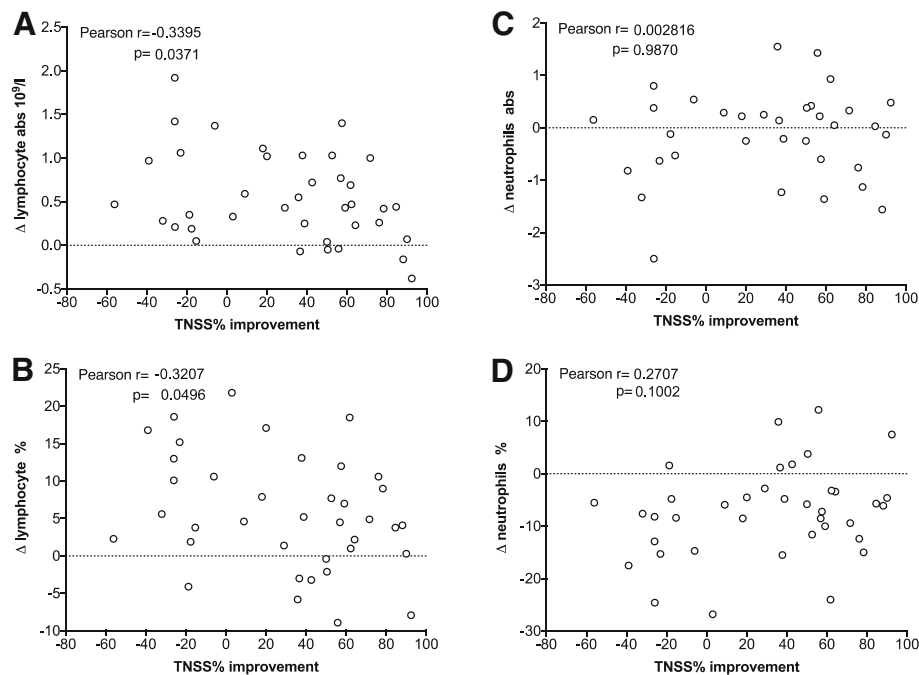 A
Pearson r=-0.3395
p= 0.0371
Δ lymphocyte abs 10⁹/l
2.5
2.0
1.5
1.0
0.5
0.0
-0.5
-80 -60 -40 -20 0 20 40 60 80 100
TNSS% improvement
C
Pearson r= 0.002816
p= 0.9870
Δ neutrophils abs
2
1
0
-1
-2
-3
-80 -60 -40 -20 0 20 40 60 80 100
TNSS% improvement
B
Pearson r= -0.3207
p= 0.0496
Δ lymphocyte %
25
20
15
10
5
0
-5
-10
-80 -60 -40 -20 0 20 40 60 80 100
TNSS% improvement
D
Pearson r= 0.2707
p= 0.1002
Δ neutrophils %
20
10
0
-10
-20
-30
-80 -60 -40 -20 0 20 40 60 80 100
TNSS% improvement